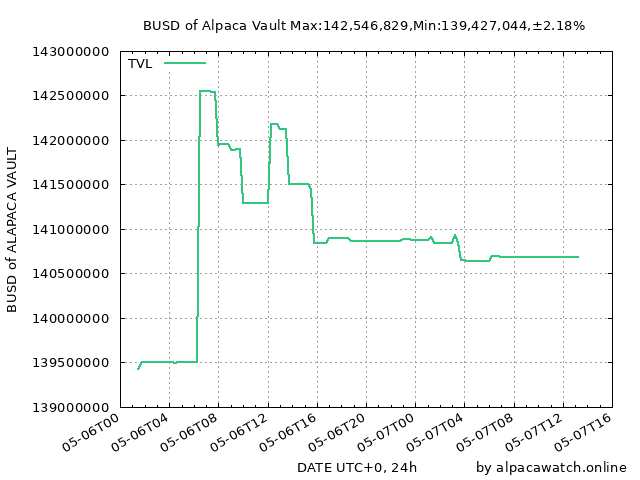 BUSD of Alpaca Vault Max:142,546,829,Min:139,427,044,±2.18%
TVL
143000000
142500000
142000000
141500000
141000000
140500000
140000000
139500000
139000000
BUSD of ALAPACA VAULT
05-06T00
05-06T04
05-06T08
05-06T12
05-06T16
05-06T20
05-07T00
05-07T04
05-07T08
05-07T12
05-07T16
DATE UTC+0, 24h
by alpacawatch.online